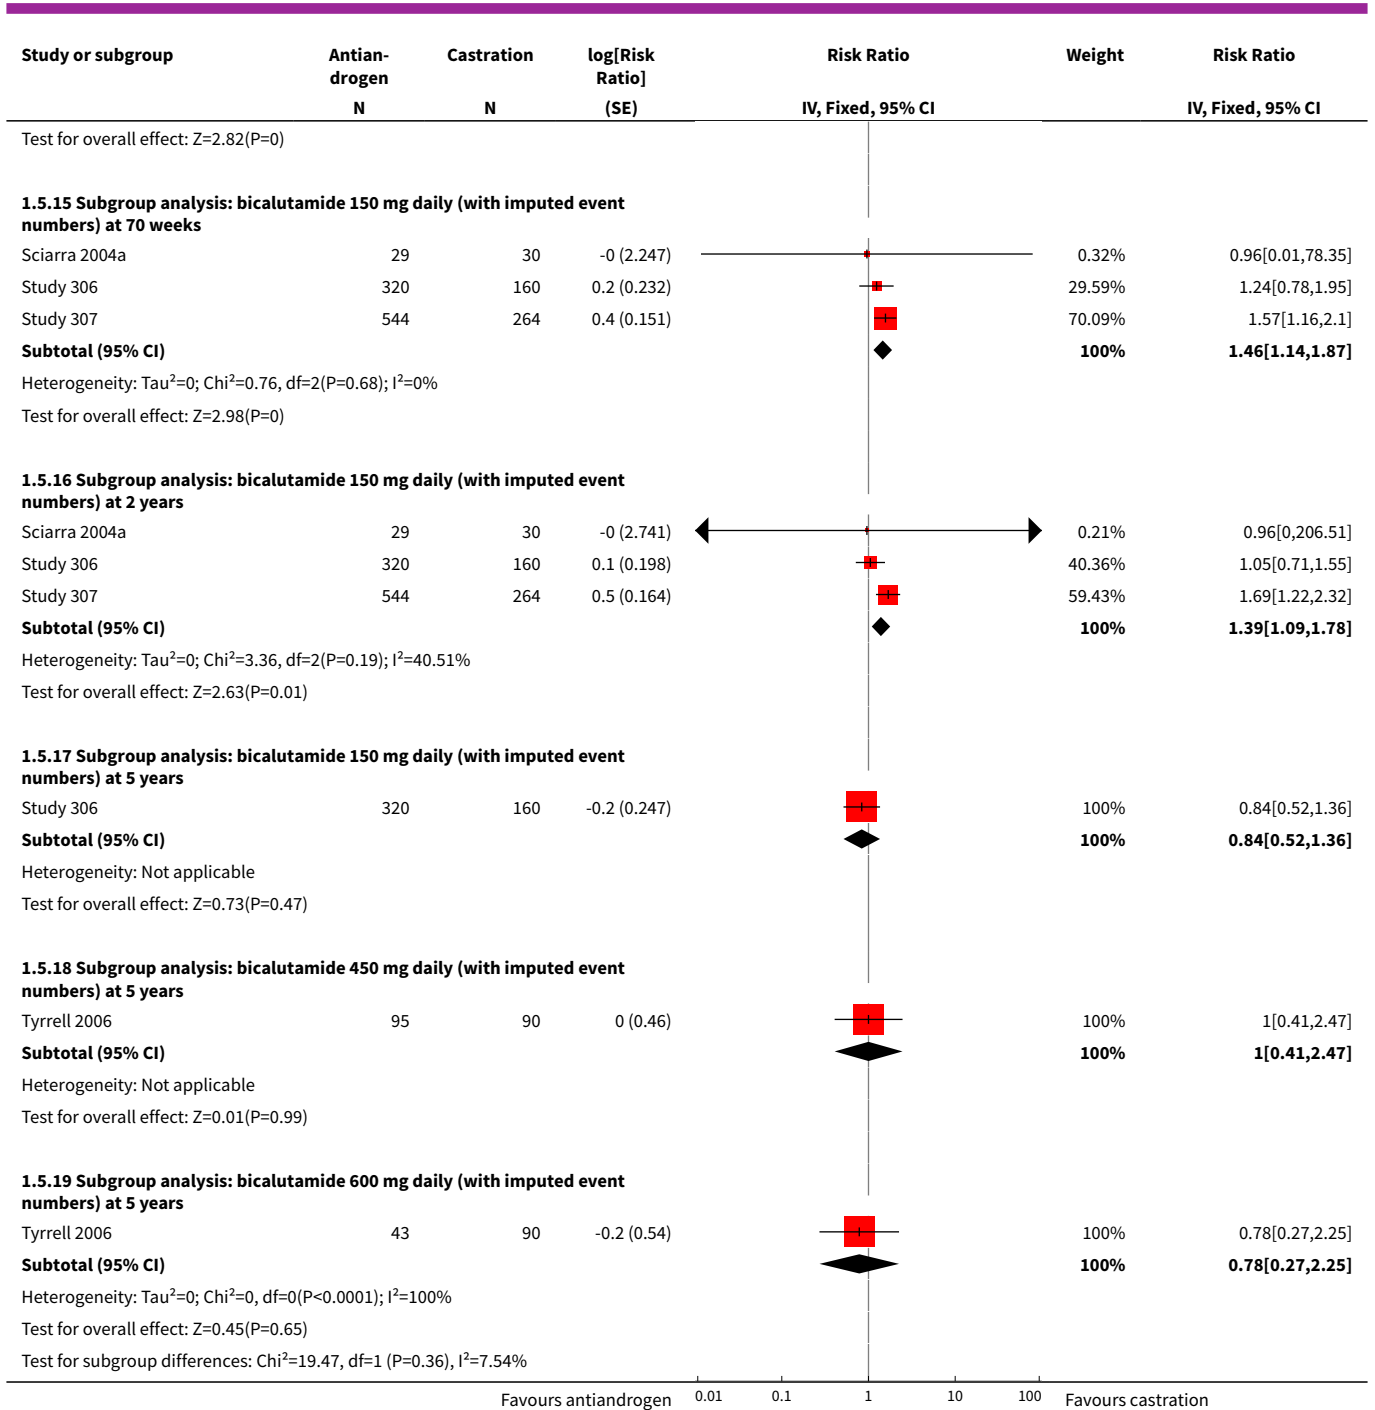 Study or subgroup Antian- Castration log[Risk Risk Ratio Weight Risk Ratio
drogen Ratio]
N N (SE) IV, Fixed, 95% CI IV, Fixed, 95% CI
Test for overall effect: Z=2.82(P=0)
1.5.15 Subgroup analysis: bicalutamide 150 mg daily (with imputed event
numbers) at 70 weeks
Sciarra 2004a 29 30 -0 (2.247) 0.32% 0.96[0.01,78.35]
Study 306 320 160 0.2 (0.232) 29.59% 1.24[0.78,1.95]
Study 307 544 264 0.4 (0.151) 70.09% 1.57[1.16,2.1]
Subtotal (95% CI) 100% 1.46[1.14,1.87]
Heterogeneity: Tau²=0; Chi²=0.76, df=2(P=0.68); I²=0%
Test for overall effect: Z=2.98(P=0)
1.5.16 Subgroup analysis: bicalutamide 150 mg daily (with imputed event
numbers) at 2 years
Sciarra 2004a 29 30 -0 (2.741) 0.21% 0.96[0,206.51]
Study 306 320 160 0.1 (0.198) 40.36% 1.05[0.71,1.55]
Study 307 544 264 0.5 (0.164) 59.43% 1.69[1.22,2.32]
Subtotal (95% CI) 100% 1.39[1.09,1.78]
Heterogeneity: Tau²=0; Chi²=3.36, df=2(P=0.19); I²=40.51%
Test for overall effect: Z=2.63(P=0.01)
1.5.17 Subgroup analysis: bicalutamide 150 mg daily (with imputed event
numbers) at 5 years
Study 306 320 160 -0.2 (0.247) 100% 0.84[0.52,1.36]
Subtotal (95% CI) 100% 0.84[0.52,1.36]
Heterogeneity: Not applicable
Test for overall effect: Z=0.73(P=0.47)
1.5.18 Subgroup analysis: bicalutamide 450 mg daily (with imputed event
numbers) at 5 years
Tyrrell 2006 95 90 0 (0.46) 100% 1[0.41,2.47]
Subtotal (95% CI) 100% 1[0.41,2.47]
Heterogeneity: Not applicable
Test for overall effect: Z=0.01(P=0.99)
1.5.19 Subgroup analysis: bicalutamide 600 mg daily (with imputed event
numbers) at 5 years
Tyrrell 2006 43 90 -0.2 (0.54) 100% 0.78[0.27,2.25]
Subtotal (95% CI) 100% 0.78[0.27,2.25]
Heterogeneity: Tau²=0; Chi²=0, df=0(P<0.0001); I²=100%
Test for overall effect: Z=0.45(P=0.65)
Test for subgroup differences: Chi²=19.47, df=1 (P=0.36), I²=7.54%
Favours antiandrogen 0.01 0.1 1 10 100 Favours castration